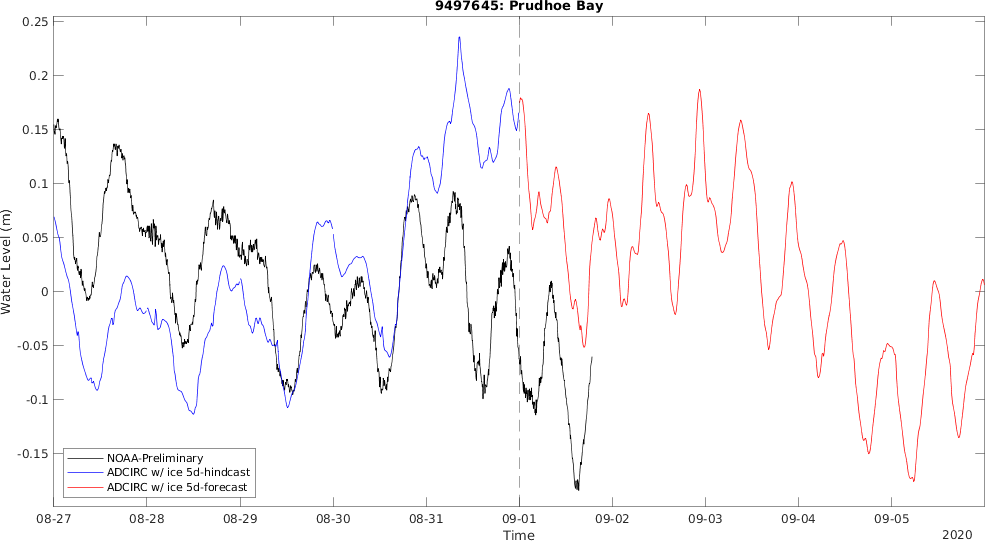 9497645: Prudhoe Bay
Water Level (m)
0.25
0.2
0.15
0.1
0.05
0
-0.05
-0.1
-0.15
NOAA-Preliminary
ADCIRC w/ ice 5d-hindcast
ADCIRC w/ ice 5d-forecast
08-27 08-28 08-29 08-30 08-31 09-01 09-02 09-03 09-04 09-05
Time
2020